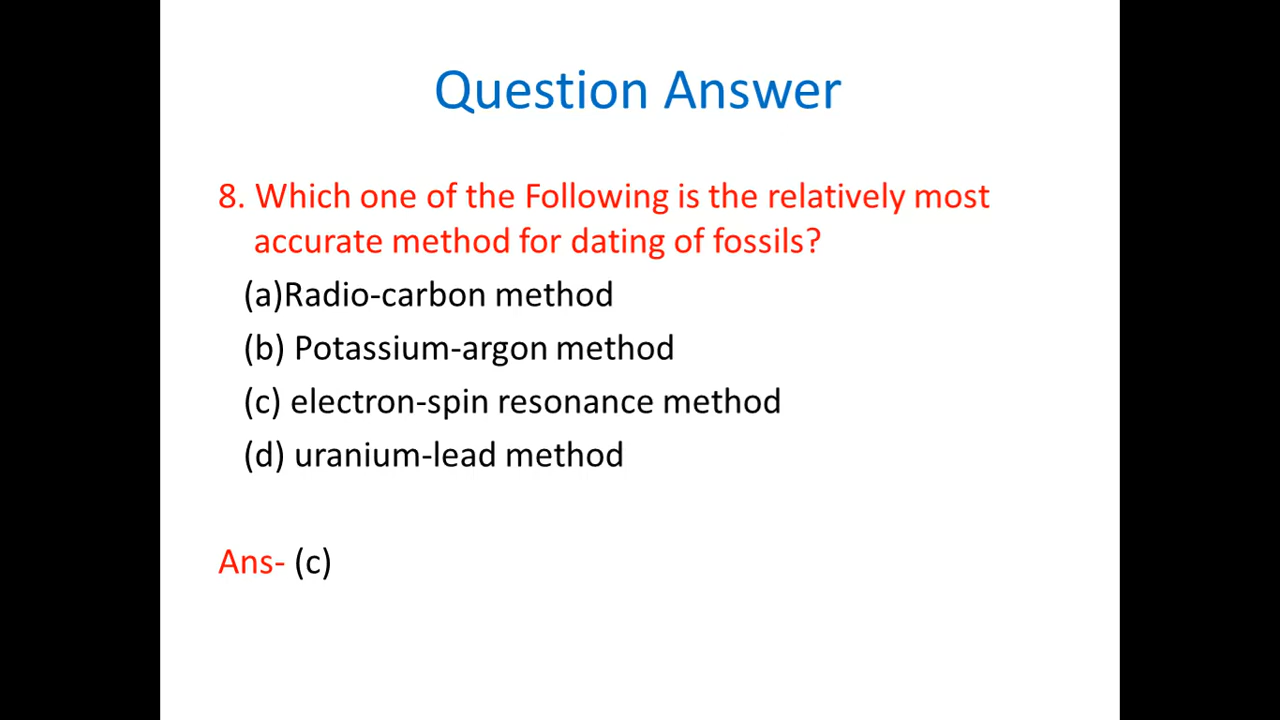 Question Answer
8. Which one of the Following is the relatively most
accurate method for dating of fossils?
(a)Radio-carbon method
(b) Potassium-argon method
(c) electron-spin resonance method
(d) uranium-lead method
Ans- (c)